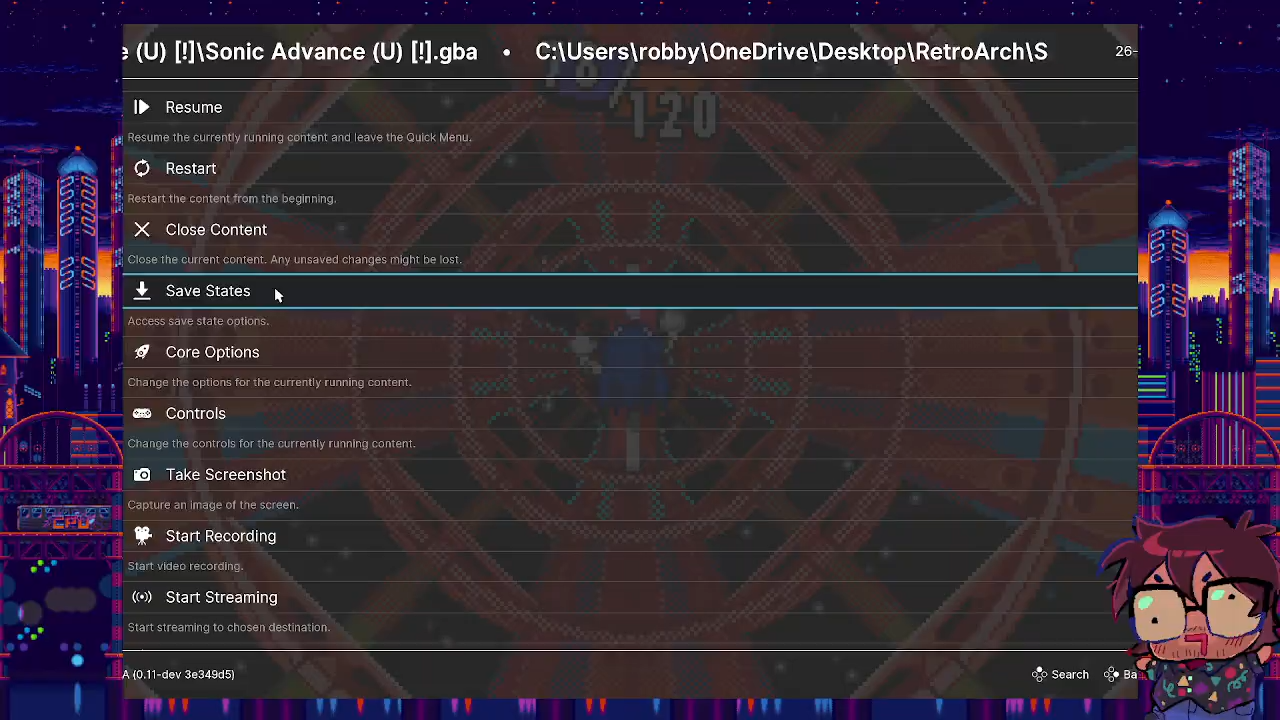 e (U) [!]\Sonic Advance (U) [!].gba • C:\Users\robby\OneDrive\Desktop\RetroArch\S 26-
120
Resume
Resume the currently running content and leave the Quick Menu.
Restart
Restart the content from the beginning.
Close Content
Close the current content. Any unsaved changes might be lost.
Save States
Access save state options.
Core Options
Change the options for the currently running content.
Controls
Change the controls for the currently running content.
Take Screenshot
Capture an image of the screen.
Start Recording
Start video recording.
Start Streaming
Start streaming to chosen destination.
A (0.11-dev 3e349d5) Search Ba